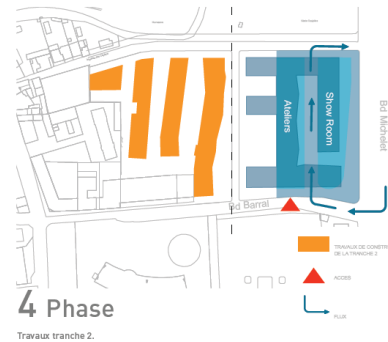 Ateliers
Show Room
Bd Michelet
Bd Barral
TRAVAUX DE CONSTR
DE LA TRANCHE 2
ACCES
FLUX
4 Phase
Travaux tranche 2.